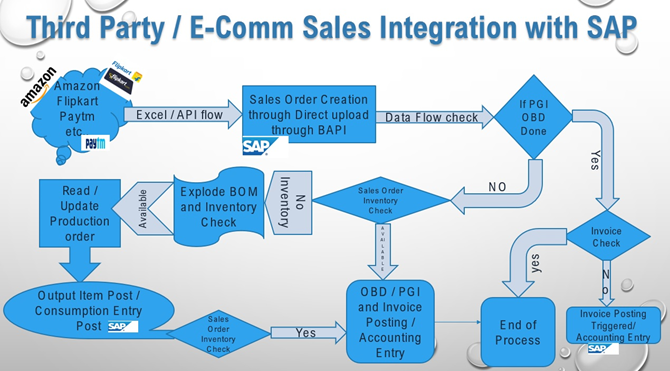 Third Party / E-Comm Sales Integration with SAP
amazon
Flipkart
flipkart.com
Amazon
Flipkart
Paytm
etc
paytm
Excel / API flow
Sales Order Creation
through Direct upload
through BAPI
SAP
Data Flow check
If PGI
OBD
Done
Yes
NO
Read /
Update
Production
order
Available
Explode BOM
and Inventory
Check
No
Inventory
Sales Order
Inventory
Check
AVAILABLE
Invoice
Check
yes
No
Output Item Post /
Consumption Entry
Post
SAP
Sales
Order
Inventory
Check
Yes
OBD / PGI
and Invoice
Posting /
Accounting
Entry
End of
Process
Invoice Posting
Triggered/
Accounting Entry
SAP